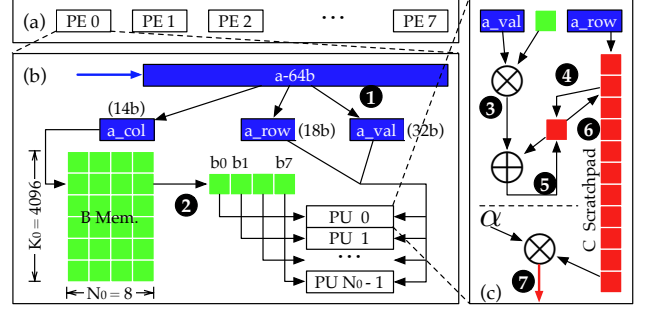 (a) PE 0 PE 1 PE 2 ... PE 7
(b)
a-64b
1
(14b)
a_col
a_row (18b)
a_val (32b)
K0 = 4096
B Mem.
2
b0 b1 b7
PU 0
PU 1
...
PU N0 - 1
N0 = 8
a_val
a_row
3
4
5
6
C Scratchpad
α
7
(c)